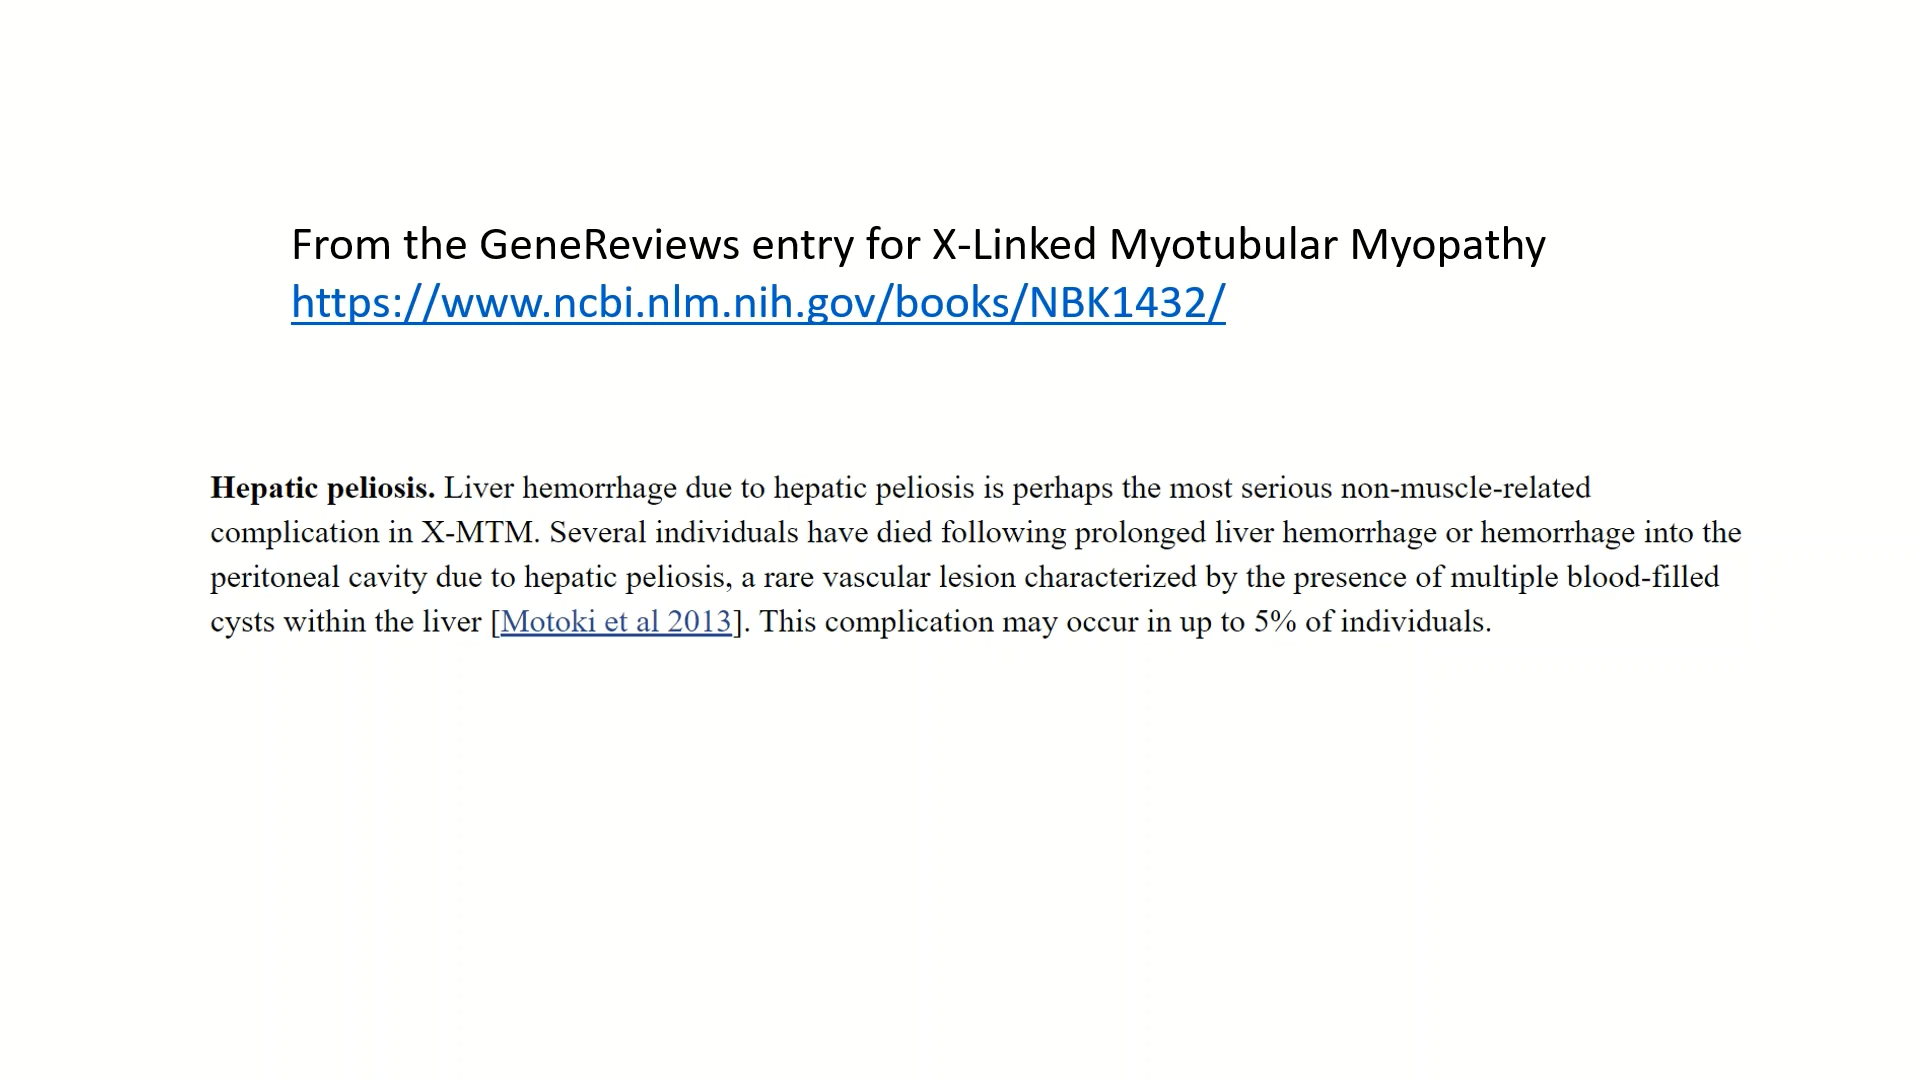 From the GeneReviews entry for X-Linked Myotubular Myopathy
https://www.ncbi.nlm.nih.gov/books/NBK1432/
Hepatic peliosis. Liver hemorrhage due to hepatic peliosis is perhaps the most serious non-muscle-related
complication in X-MTM. Several individuals have died following prolonged liver hemorrhage or hemorrhage into the
peritoneal cavity due to hepatic peliosis, a rare vascular lesion characterized by the presence of multiple blood-filled
cysts within the liver [Motoki et al 2013]. This complication may occur in up to 5% of individuals.